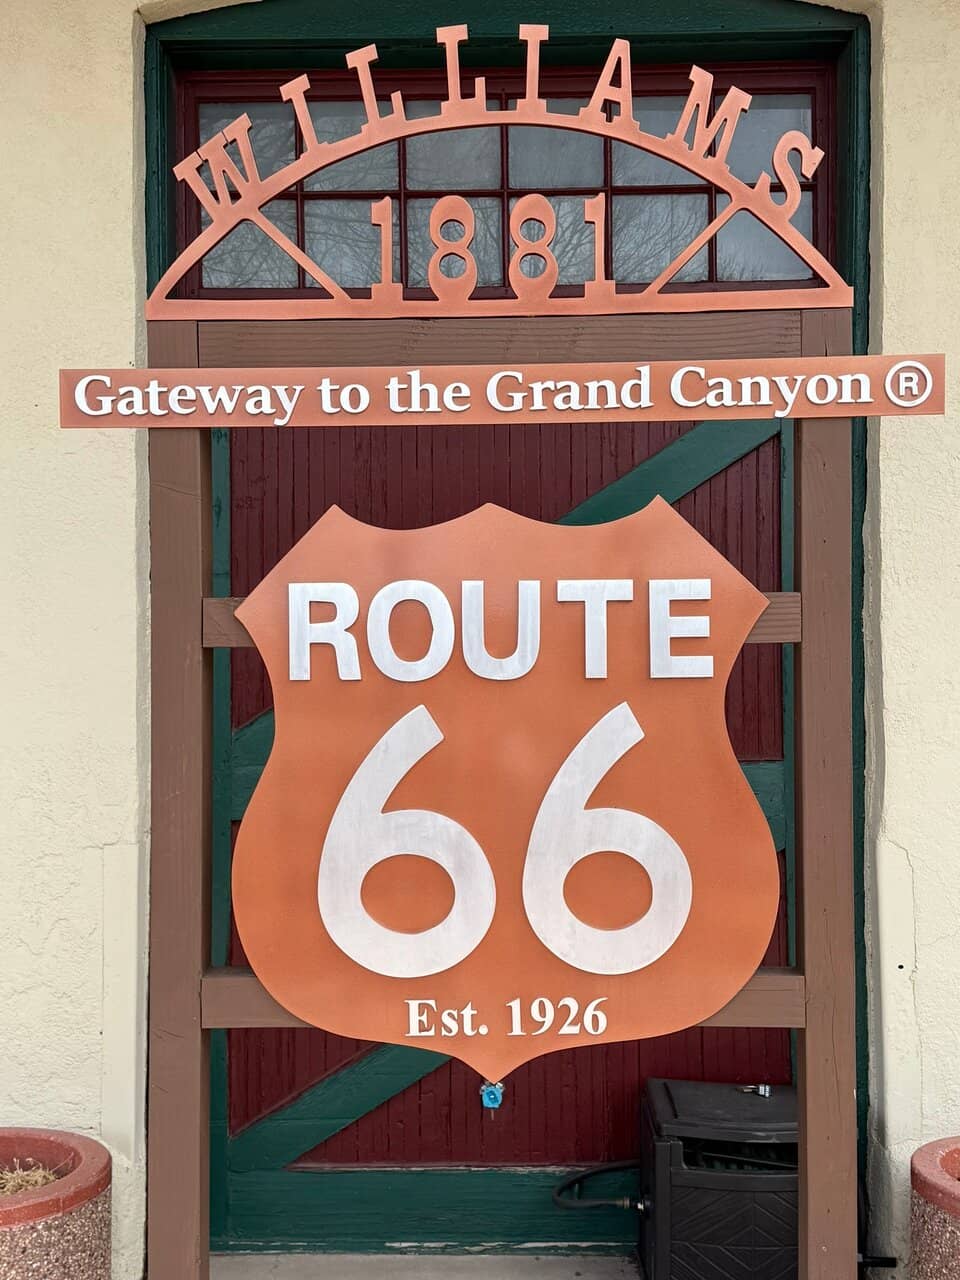 WILLIAMS
1881
Gateway to the Grand Canyon ®
ROUTE
66
Est. 1926